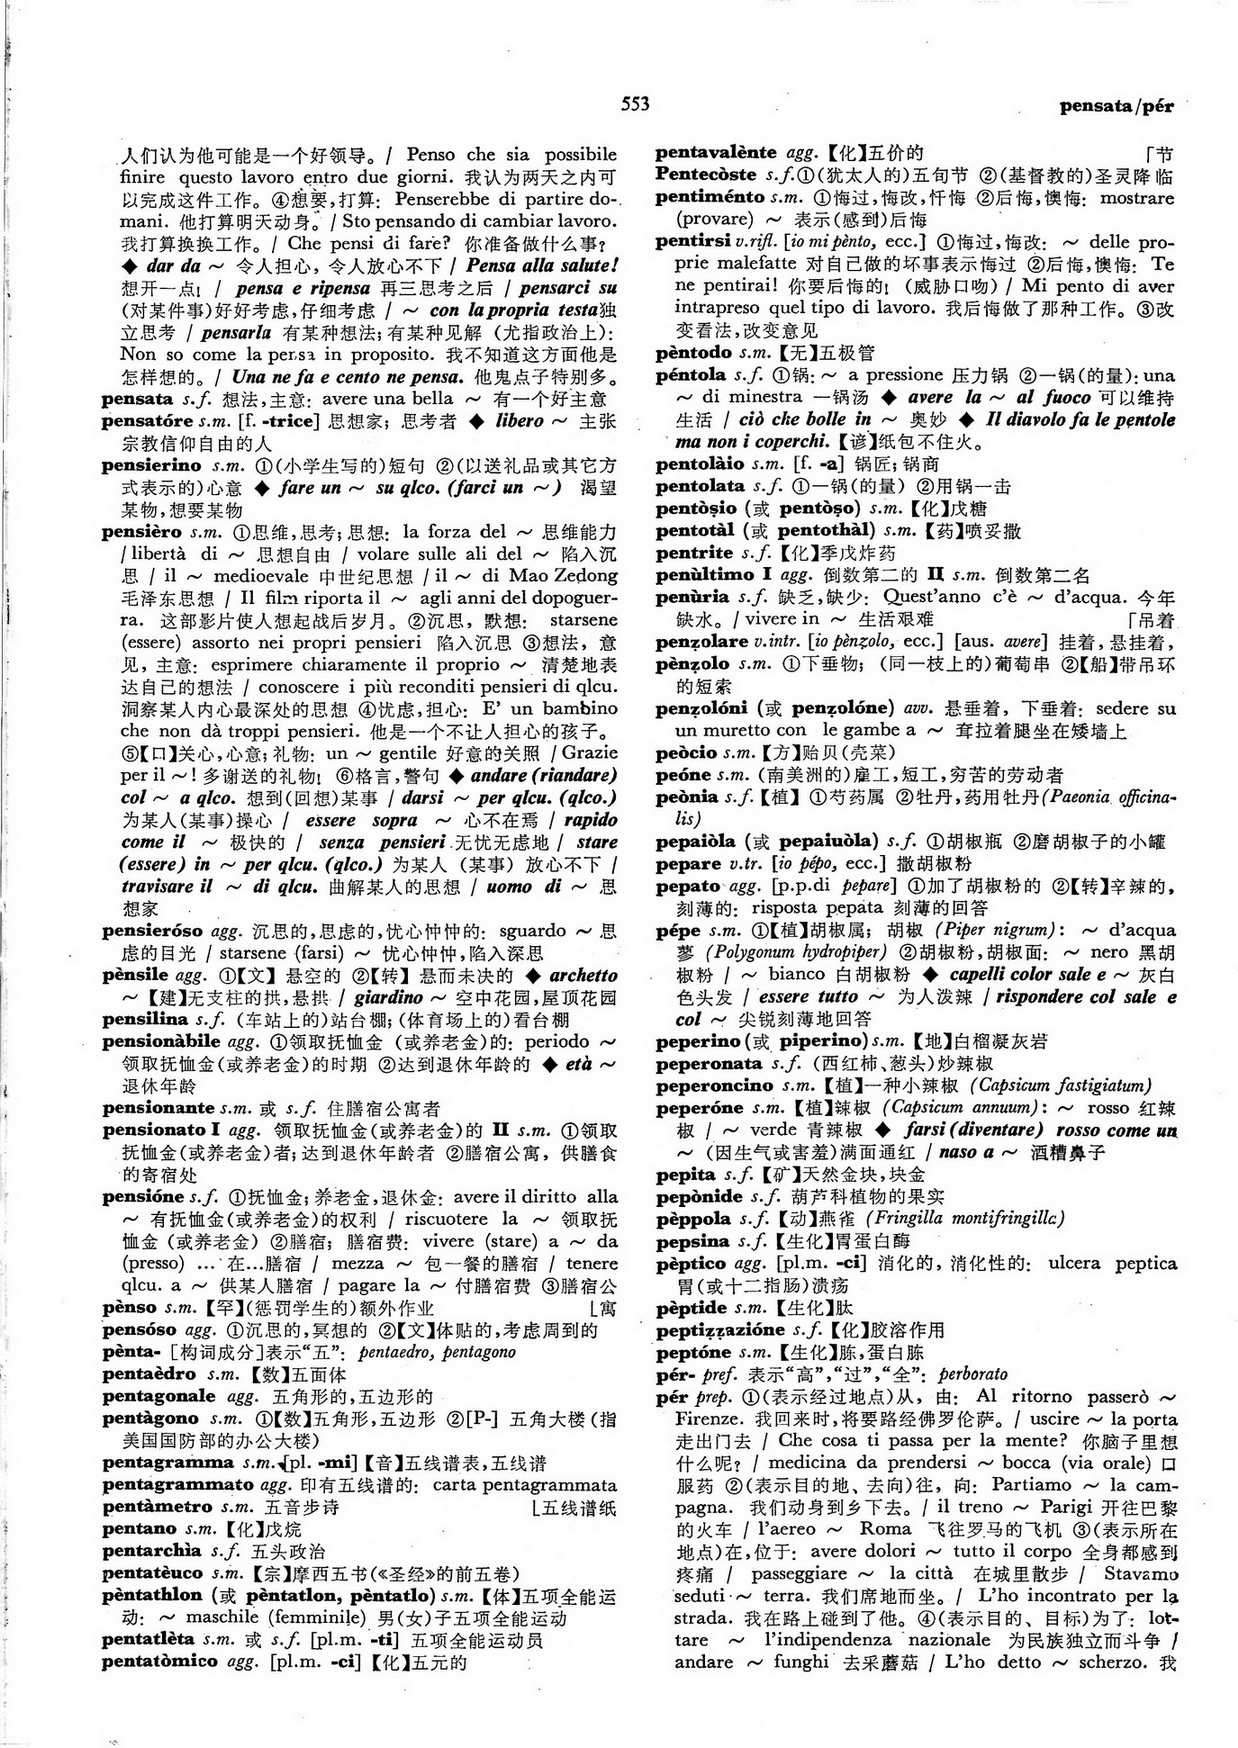 553
pensata/pér
人们认为他可能是一个好领导。/ Penso che sia possibile
finire questo lavoro entro due giorni. 我认为两天之内可
以完成这件工作。④想要,打算: Penserebbe di partire do-
mani. 他打算明天动身。/ Sto pensando di cambiar lavoro.
我打算换换工作。/ Che pensi di fare? 你准备做什么事?
◆ dar da ~ 令人担心, 令人放心不下 / Pensa alla salute!
想开一点! / pensa e ripensa 再三思考之后 / pensarci su
(对某件事)好好考虑,仔细考虑 / ~ con la propria testa独
立思考 / pensarla 有某种想法;有某种见解 (尤指政治上):
Non so come la pensa in proposito. 我不知道这方面他是
怎样想的。/ Una ne fa e cento ne pensa. 他鬼点子特别多。
pensata s.f. 想法,主意: avere una bella ~ 有一个好主意
pensatóre s.m. [f. -trice] 思想家; 思考者 ◆ libero ~ 主张
宗教信仰自由的人
pensierino s.m. ①(小学生写的)短句 ②(以送礼品或其它方
式表示的)心意 ◆ fare un ~ su qlco. (farci un ~) 渴望
某物,想要某物
pensièro s.m. ①思维,思考;思想: la forza del ~ 思维能力
/ libertà di ~ 思想自由 / volare sulle ali del ~ 陷入沉
思 / il ~ medioevale 中世纪思想 / il ~ di Mao Zedong
毛泽东思想 / Il film riporta il ~ agli anni del dopoguer-
ra. 这部影片使人想起战后岁月。②沉思, 默想: starsene
(essere) assorto nei propri pensieri 陷入沉思 ③想法, 意
见, 主意: esprimere chiaramente il proprio ~ 清楚地表
达自己的想法 / conoscere i più reconditi pensieri di qlcu.
洞察某人内心最深处的思想 ④忧虑,担心: E' un bambino
che non dà troppi pensieri. 他是一个不让人担心的孩子。
⑤【口】关心,心意;礼物: un ~ gentile 好意的关照 / Grazie
per il ~! 多谢送的礼物! ⑥格言,警句 ◆ andare (riandare)
col ~ a qlco. 想到(回想)某事 / darsi ~ per qlcu. (qlco.)
为某人(某事)操心 / essere sopra ~ 心不在焉 / rapido
come il ~ 极快的 / senza pensieri 无忧无虑地 / stare
(essere) in ~ per qlcu. (qlco.) 为某人 (某事) 放心不下 /
travisare il ~ di qlcu. 曲解某人的思想 / uomo di ~ 思
想家
pensieróso agg. 沉思的,思虑的,忧心忡忡的: sguardo ~ 思
虑的目光 / starsene (farsi) ~ 忧心忡忡,陷入深思
pènsile agg. ①【文】 悬空的 ②【转】 悬而未决的 ◆ archetto
~ 【建】无支柱的拱,悬拱 / giardino ~ 空中花园,屋顶花园
pensilina s.f. (车站上的)站台棚;(体育场上的)看台棚
pensionàbile agg. ①领取抚恤金 (或养老金)的: periodo ~
领取抚恤金(或养老金)的时期 ②达到退休年龄的 ◆ età ~
退休年龄
pensionante s.m. 或 s.f. 住膳宿公寓者
pensionato I agg. 领取抚恤金(或养老金)的 II s.m. ①领取
抚恤金(或养老金)者;达到退休年龄者 ②膳宿公寓, 供膳食
的寄宿处
pensióne s.f. ①抚恤金;养老金,退休金: avere il diritto alla
~ 有抚恤金(或养老金)的权利 / riscuotere la ~ 领取抚
恤金 (或养老金) ②膳宿; 膳宿费: vivere (stare) a ~ da
(presso) … 在…膳宿 / mezza ~ 包一餐的膳宿 / tenere
qlcu. a ~ 供某人膳宿 / pagare la ~ 付膳宿费 ③膳宿公
pènso s.m. 【罕】(惩罚学生的)额外作业 ⌊寓
pensóso agg. ①沉思的,冥想的 ②【文】体贴的,考虑周到的
pènta- [构词成分]表示“五”: pentaedro, pentagono
pentaèdro s.m. 【数】五面体
pentagonale agg. 五角形的,五边形的
pentàgono s.m. ①【数】五角形,五边形 ②[P-] 五角大楼(指
美国国防部的办公大楼)
pentagramma s.m. [pl. -mi]【音】五线谱表,五线谱
pentagrammato agg. 印有五线谱的: carta pentagrammata
pentàmetro s.m. 五音步诗 ⌊五线谱纸
pentano s.m. 【化】戊烷
pentarchìa s.f. 五头政治
pentatèuco s.m. 【宗】摩西五书(《圣经》的前五卷)
pèntathlon (或 pèntatlon, pèntatlo) s.m. 【体】五项全能运
动: ~ maschile (femminile) 男(女)子五项全能运动
pentatlèta s.m. 或 s.f. [pl.m. -ti] 五项全能运动员
pentatòmico agg. [pl.m. -ci] 【化】五元的
pentavalènte agg. 【化】五价的 「节
Pentecòste s.f.①(犹太人的)五旬节 ②(基督教的)圣灵降临
pentiménto s.m. ①悔过,悔改,忏悔 ②后悔,懊悔: mostrare
(provare) ~ 表示(感到)后悔
pentirsi v.rifl. [io mi pènto, ecc.] ①悔过,悔改: ~ delle pro-
prie malefatte 对自己做的坏事表示悔过 ②后悔,懊悔: Te
ne pentirai! 你要后悔的! (威胁口吻) / Mi pento di aver
intrapreso quel tipo di lavoro. 我后悔做了那种工作。③改
变看法,改变意见
pèntodo s.m. 【无】五极管
péntola s.f. ①锅: ~ a pressione 压力锅 ②一锅(的量): una
~ di minestra 一锅汤 ◆ avere la ~ al fuoco 可以维持
生活 / ciò che bolle in ~ 奥妙 ◆ Il diavolo fa le pentole
ma non i coperchi. 【谚】纸包不住火。
pentolàio s.m. [f. -a] 锅匠;锅商
pentolata s.f. ①一锅(的量) ②用锅一击
pentòṣio (或 pentòṣo) s.m. 【化】戊糖
pentotàl (或 pentothàl) s.m. 【药】喷妥撒
pentrite s.f. 【化】季戊炸药
penùltimo I agg. 倒数第二的 II s.m. 倒数第二名
penùria s.f. 缺乏,缺少: Quest'anno c'è ~ d'acqua. 今年
缺水。/ vivere in ~ 生活艰难 「吊着
penẓolare v.intr. [io pènẓolo, ecc.] [aus. avere] 挂着,悬挂着,
pènẓolo s.m. ①下垂物; (同一枝上的)葡萄串 ②【船】带吊环
的短索
penẓolóni (或 penẓolóne) avv. 悬垂着, 下垂着: sedere su
un muretto con le gambe a ~ 耷拉着腿坐在矮墙上
peòcio s.m. 【方】贻贝(壳菜)
peóne s.m. (南美洲的)雇工,短工,穷苦的劳动者
peònia s.f. 【植】 ①芍药属 ②牡丹,药用牡丹(Paeonia officina-
lis)
pepaiòla (或 pepaiuòla) s.f. ①胡椒瓶 ②磨胡椒子的小罐
pepare v.tr. [io pépo, ecc.] 撒胡椒粉
pepato agg. [p.p.di pepare] ①加了胡椒粉的 ②【转】辛辣的,
刻薄的: risposta pepata 刻薄的回答
pépe s.m. ①【植】胡椒属; 胡椒 (Piper nigrum): ~ d'acqua
蓼 (Polygonum hydropiper) ②胡椒粉,胡椒面: ~ nero 黑胡
椒粉 / ~ bianco 白胡椒粉 ◆ capelli color sale e ~ 灰白
色头发 / essere tutto ~ 为人泼辣 / rispondere col sale e
col ~ 尖锐刻薄地回答
peperino (或 piperino) s.m. 【地】白榴凝灰岩
peperonata s.f. (西红柿、葱头)炒辣椒
peperoncino s.m. 【植】一种小辣椒 (Capsicum fastigiatum)
peperóne s.m. 【植】辣椒 (Capsicum annuum): ~ rosso 红辣
椒 / ~ verde 青辣椒 ◆ farsi (diventare) rosso come un
~ (因生气或害羞)满面通红 / naso a ~ 酒糟鼻子
pepita s.f. 【矿】天然金块,块金
pepònide s.f. 葫芦科植物的果实
pèppola s.f. 【动】燕雀 (Fringilla montifringilla)
pepsina s.f. 【生化】胃蛋白酶
pèptico agg. [pl.m. -ci] 消化的, 消化性的: ulcera peptica
胃(或十二指肠)溃疡
pèptide s.m. 【生化】肽
peptiẓẓazióne s.f. 【化】胶溶作用
peptóne s.m. 【生化】胨,蛋白胨
pér- pref. 表示“高”,“过”,“全”: perborato
pér prep. ①(表示经过地点)从, 由: Al ritorno passerò ~
Firenze. 我回来时,将要路经佛罗伦萨。/ uscire ~ la porta
走出门去 / Che cosa ti passa per la mente? 你脑子里想
什么呢? / medicina da prendersi ~ bocca (via orale) 口
服药 ②(表示目的地、去向)往, 向: Partiamo ~ la cam-
pagna. 我们动身到乡下去。/ il treno ~ Parigi 开往巴黎
的火车 / l'aereo ~ Roma 飞往罗马的飞机 ③(表示所在
地点)在,位于: avere dolori ~ tutto il corpo 全身都感到
疼痛 / passeggiare ~ la città 在城里散步 / Stavamo
seduti ~ terra. 我们席地而坐。/ L'ho incontrato per la
strada. 我在路上碰到了他。④(表示目的、目标)为了: lot-
tare ~ l'indipendenza nazionale 为民族独立而斗争 /
andare ~ funghi 去采蘑菇 / L'ho detto ~ scherzo. 我